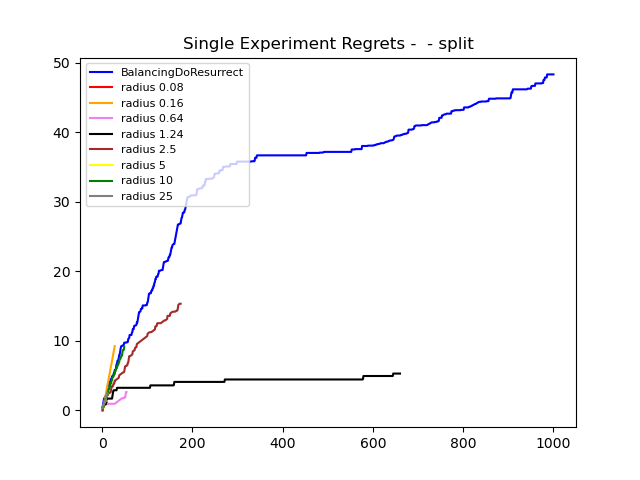 Single Experiment Regrets -  - split
50
40
30
20
10
0
BalancingDoResurrect
radius 0.08
radius 0.16
radius 0.64
radius 1.24
radius 2.5
radius 5
radius 10
radius 25
0 200 400 600 800 1000